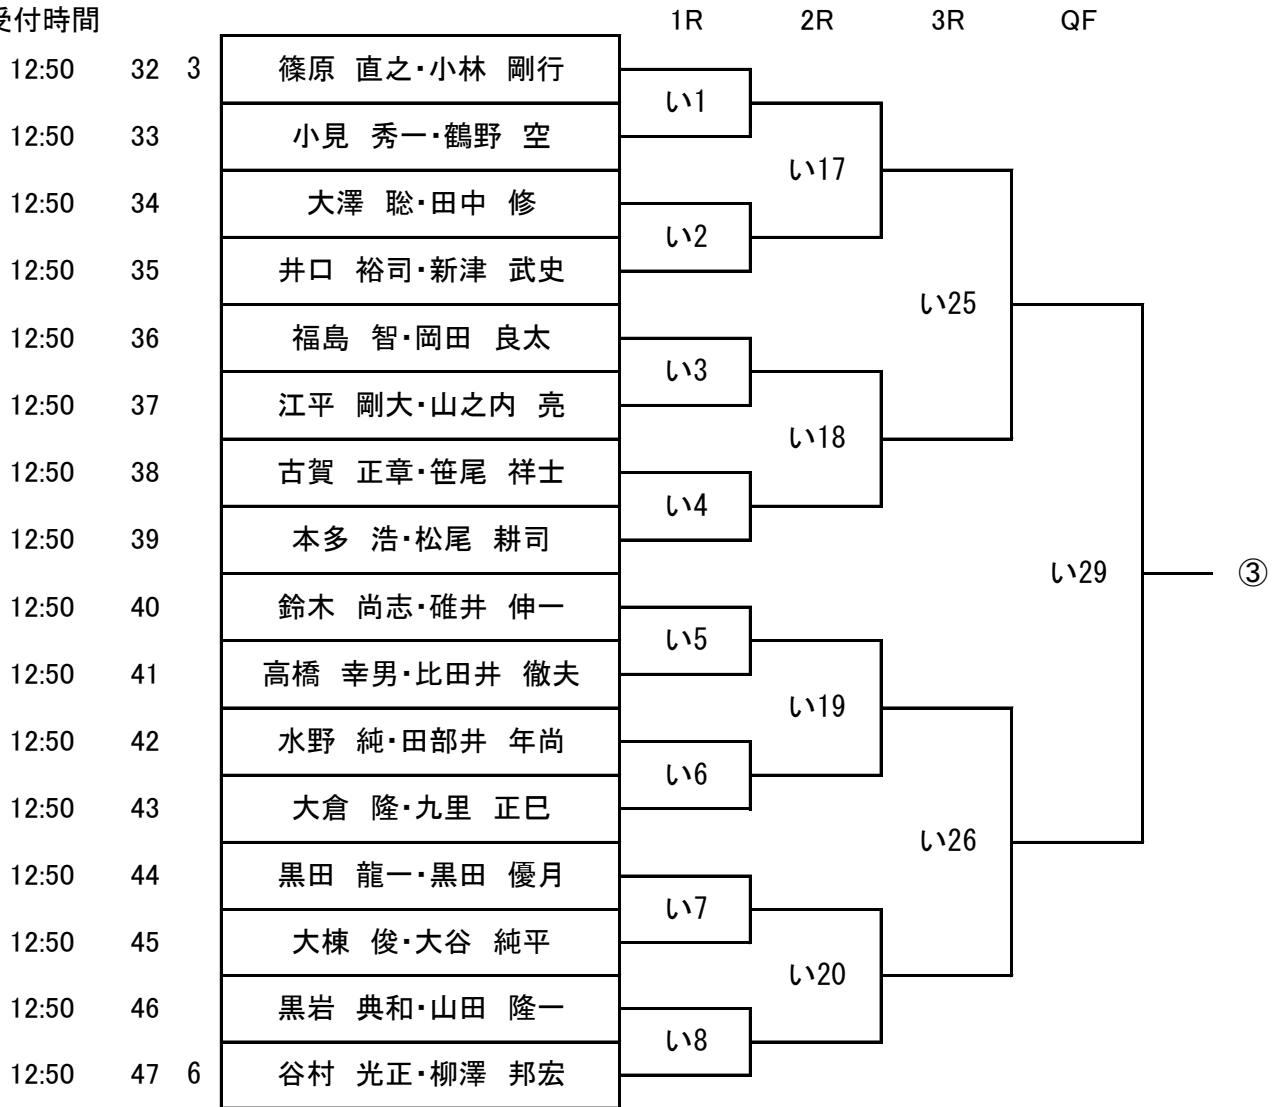 受付時間 1R 2R 3R QF
12:50 32 3 篠原 直之・小林 剛行
い1
12:50 33 小見 秀一・鶴野 空
い17
12:50 34 大澤 聡・田中 修
い2
12:50 35 井口 裕司・新津 武史
い25
12:50 36 福島 智・岡田 良太
い3
12:50 37 江平 剛大・山之内 亮
い18
12:50 38 古賀 正章・笹尾 祥士
い4
12:50 39 本多 浩・松尾 耕司
い29 ③
12:50 40 鈴木 尚志・碓井 伸一
い5
12:50 41 高橋 幸男・比田井 徹夫
い19
12:50 42 水野 純・田部井 年尚
い6
12:50 43 大倉 隆・九里 正巳
い26
12:50 44 黒田 龍一・黒田 優月
い7
12:50 45 大棟 俊・大谷 純平
い20
12:50 46 黒岩 典和・山田 隆一
い8
12:50 47 6 谷村 光正・柳澤 邦宏